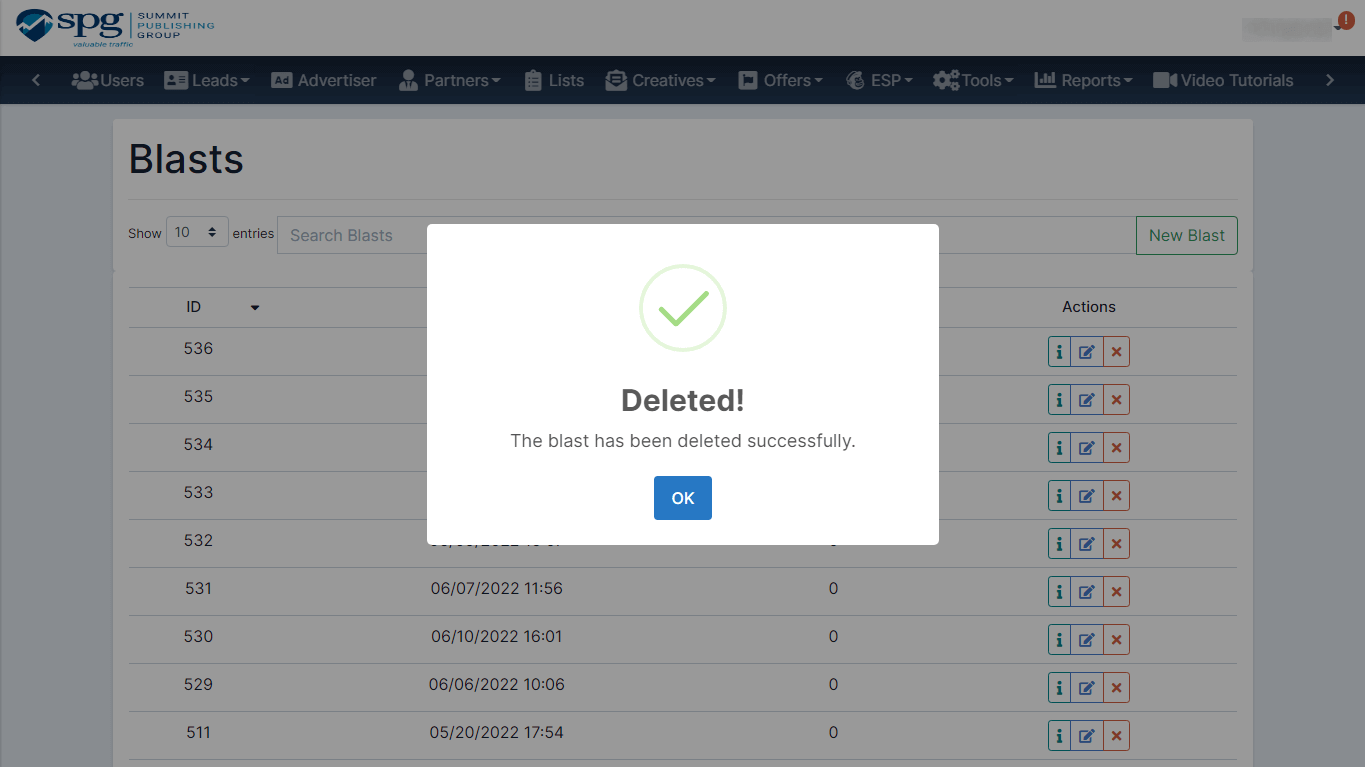 spg SUMMIT
PUBLISHING
GROUP
valuable traffic
!
Users Leads Ad Advertiser Partners Lists Creatives Offers ESP Tools Reports Video Tutorials
Blasts
Show 10 entries Search Blasts New Blast
ID Actions
536
535
534
533
Deleted!
The blast has been deleted successfully.
OK
532
531 06/07/2022 11:56 0
530 06/10/2022 16:01 0
529 06/06/2022 10:06 0
511 05/20/2022 17:54 0